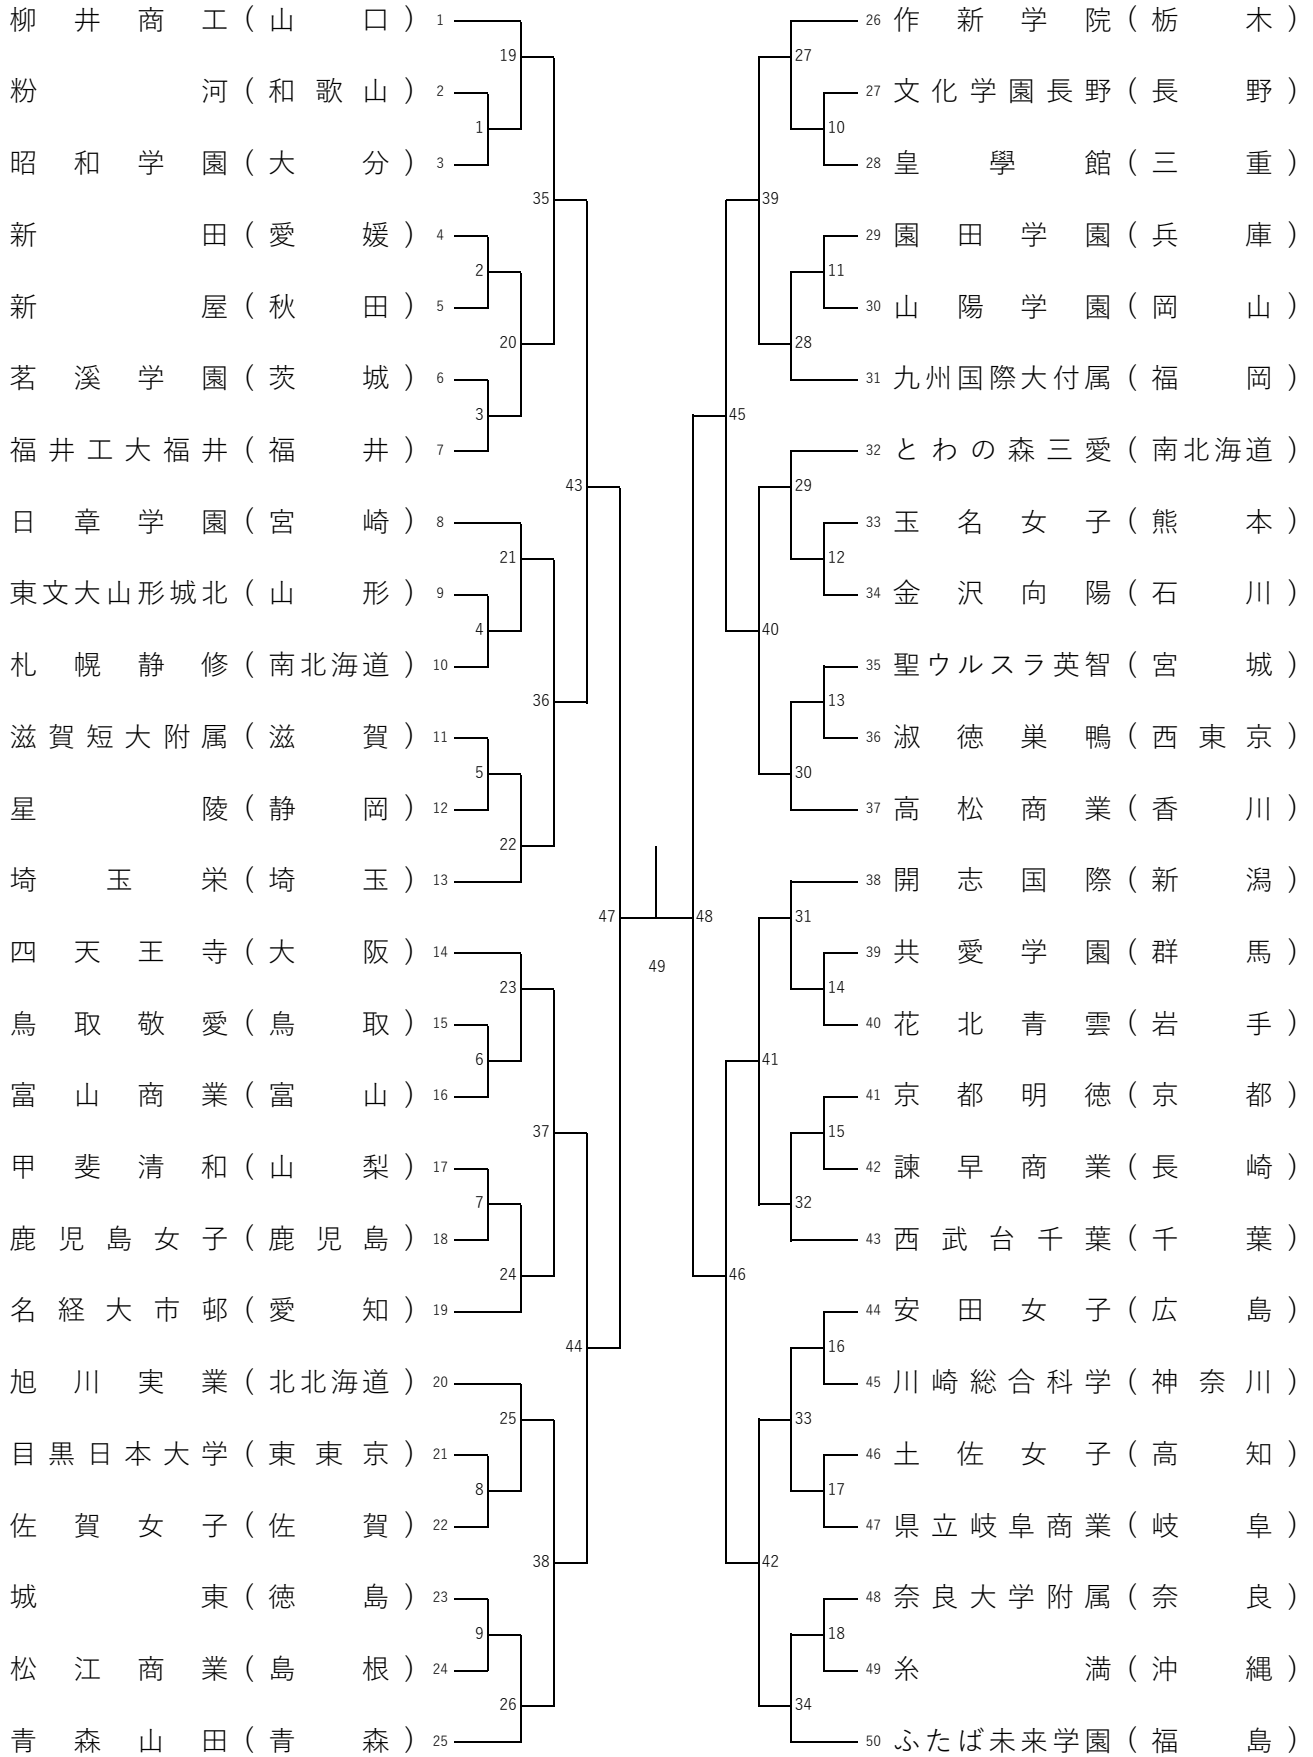 柳井商工(山口) 1
19
粉河(和歌山) 2
1
昭和学園(大分) 3
35
新田(愛媛) 4
2
新屋(秋田) 5
20
茗溪学園(茨城) 6
3
福井工大福井(福井) 7
43
日章学園(宮崎) 8
21
東文大山形城北(山形) 9
4
札幌静修(南北海道) 10
36
滋賀短大附属(滋賀) 11
5
星陵(静岡) 12
22
埼玉栄(埼玉) 13
47
四天王寺(大阪) 14
23
鳥取敬愛(鳥取) 15
6
富山商業(富山) 16
37
甲斐清和(山梨) 17
7
鹿児島女子(鹿児島) 18
24
名経大市邨(愛知) 19
44
旭川実業(北北海道) 20
25
目黒日本大学(東東京) 21
8
佐賀女子(佐賀) 22
38
城東(徳島) 23
9
松江商業(島根) 24
26
青森山田(青森) 25
49
26 作新学院(栃木)
27
27 文化学園長野(長野)
10
28 皇學館(三重)
39
29 園田学園(兵庫)
11
30 山陽学園(岡山)
28
31 九州国際大付属(福岡)
45
32 とわの森三愛(南北海道)
29
33 玉名女子(熊本)
12
34 金沢向陽(石川)
40
35 聖ウルスラ英智(宮城)
13
36 淑徳巣鴨(西東京)
30
37 高松商業(香川)
38 開志国際(新潟)
48
31
39 共愛学園(群馬)
14
40 花北青雲(岩手)
41
41 京都明徳(京都)
15
42 諫早商業(長崎)
32
43 西武台千葉(千葉)
46
44 安田女子(広島)
16
45 川崎総合科学(神奈川)
33
46 土佐女子(高知)
17
47 県立岐阜商業(岐阜)
42
48 奈良大学附属(奈良)
18
49 糸満(沖縄)
34
50 ふたば未来学園(福島)